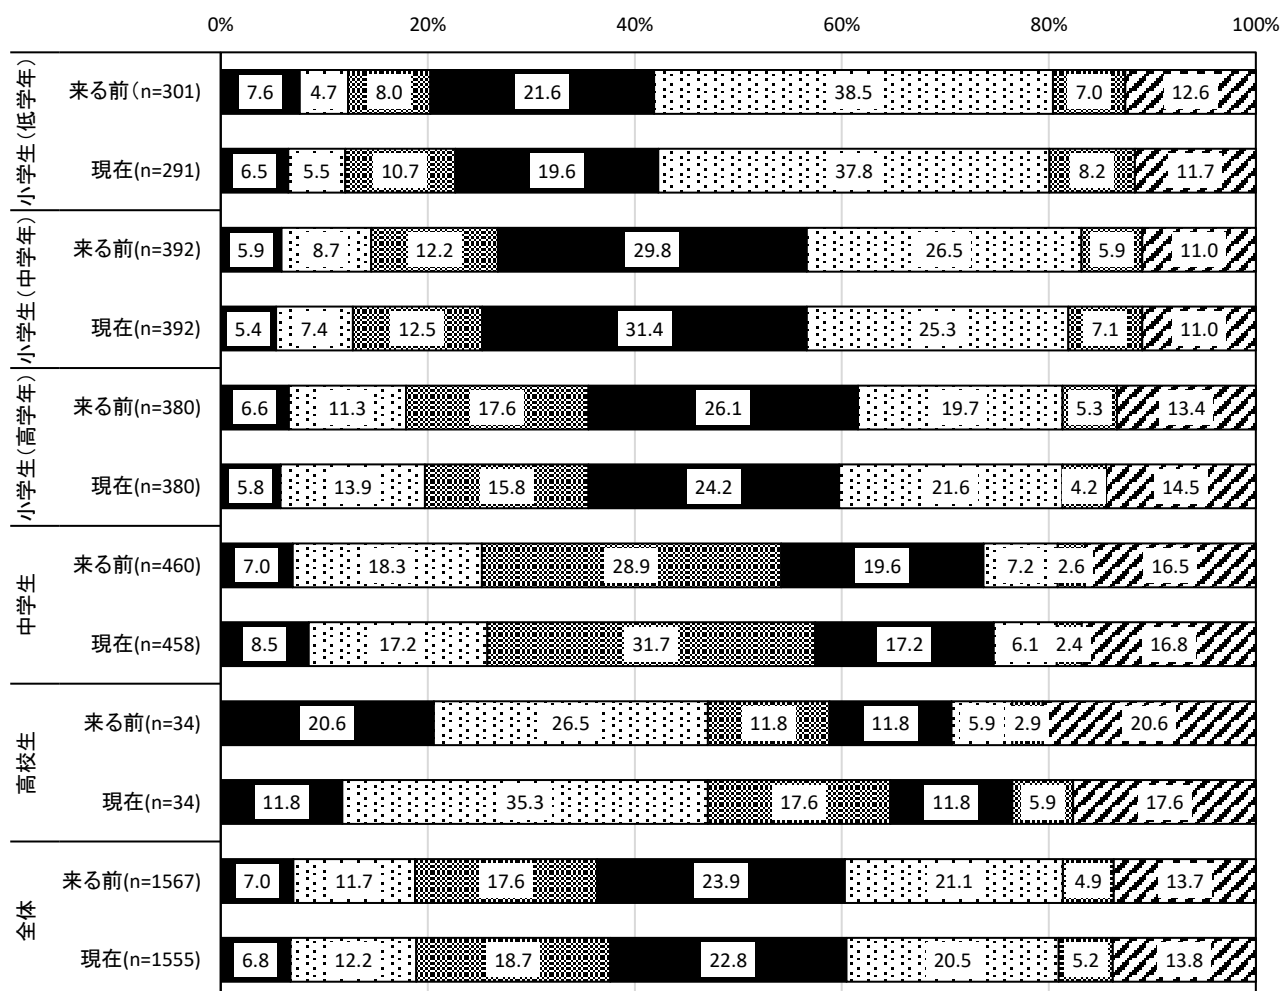 0% 20% 40% 60% 80% 100%
小学生（低学年）
来る前（n=301） 7.6 4.7 8.0 21.6 38.5 7.0 12.6
現在(n=291) 6.5 5.5 10.7 19.6 37.8 8.2 11.7
小学生（中学年）
来る前(n=392) 5.9 8.7 12.2 29.8 26.5 5.9 11.0
現在(n=392) 5.4 7.4 12.5 31.4 25.3 7.1 11.0
小学生（高学年）
来る前(n=380) 6.6 11.3 17.6 26.1 19.7 5.3 13.4
現在(n=380) 5.8 13.9 15.8 24.2 21.6 4.2 14.5
中学生
来る前(n=460) 7.0 18.3 28.9 19.6 7.2 2.6 16.5
現在(n=458) 8.5 17.2 31.7 17.2 6.1 2.4 16.8
高校生
来る前(n=34) 20.6 26.5 11.8 11.8 5.9 2.9 20.6
現在(n=34) 11.8 35.3 17.6 11.8 5.9 17.6
全体
来る前(n=1567) 7.0 11.7 17.6 23.9 21.1 4.9 13.7
現在(n=1555) 6.8 12.2 18.7 22.8 20.5 5.2 13.8